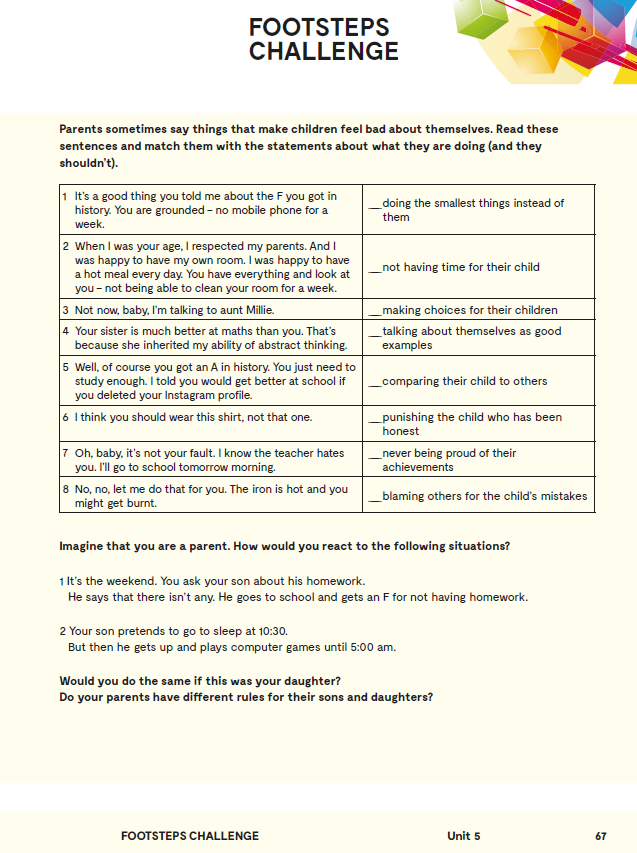 FOOTSTEPS
CHALLENGE
Parents sometimes say things that make children feel bad about themselves. Read these
sentences and match them with the statements about what they are doing (and they
shouldn't).
1 It's a good thing you told me about the F you got in
history. You are grounded – no mobile phone for a
week.
__doing the smallest things instead of
them
2 When I was your age, I respected my parents. And I
was happy to have my own room. I was happy to have
a hot meal every day. You have everything and look at
you – not being able to clean your room for a week.
__not having time for their child
3 Not now, baby, I'm talking to aunt Millie.
__making choices for their children
4 Your sister is much better at maths than you. That's
because she inherited my ability of abstract thinking.
__talking about themselves as good
examples
5 Well, of course you got an A in history. You just need to
study enough. I told you would get better at school if
you deleted your Instagram profile.
__comparing their child to others
6 I think you should wear this shirt, not that one.
__punishing the child who has been
honest
7 Oh, baby, it's not your fault. I know the teacher hates
you. I'll go to school tomorrow morning.
__never being proud of their
achievements
8 No, no, let me do that for you. The iron is hot and you
might get burnt.
__blaming others for the child's mistakes
Imagine that you are a parent. How would you react to the following situations?
1 It's the weekend. You ask your son about his homework.
He says that there isn't any. He goes to school and gets an F for not having homework.
2 Your son pretends to go to sleep at 10:30.
But then he gets up and plays computer games until 5:00 am.
Would you do the same if this was your daughter?
Do your parents have different rules for their sons and daughters?
FOOTSTEPS CHALLENGE
Unit 5
67